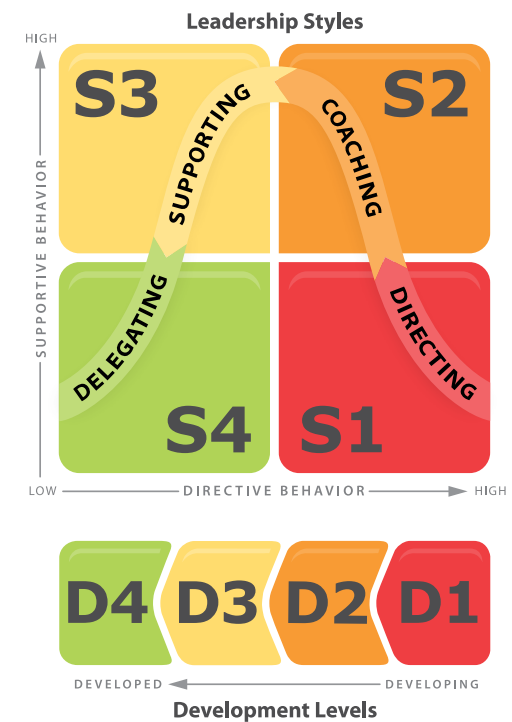 Leadership Styles
HIGH
S3
S2
SUPPORTING
COACHING
SUPPORTIVE BEHAVIOR
DELEGATING
DIRECTING
S4
S1
LOW
DIRECTIVE BEHAVIOR
HIGH
D4
D3
D2
D1
DEVELOPED
DEVELOPING
Development Levels